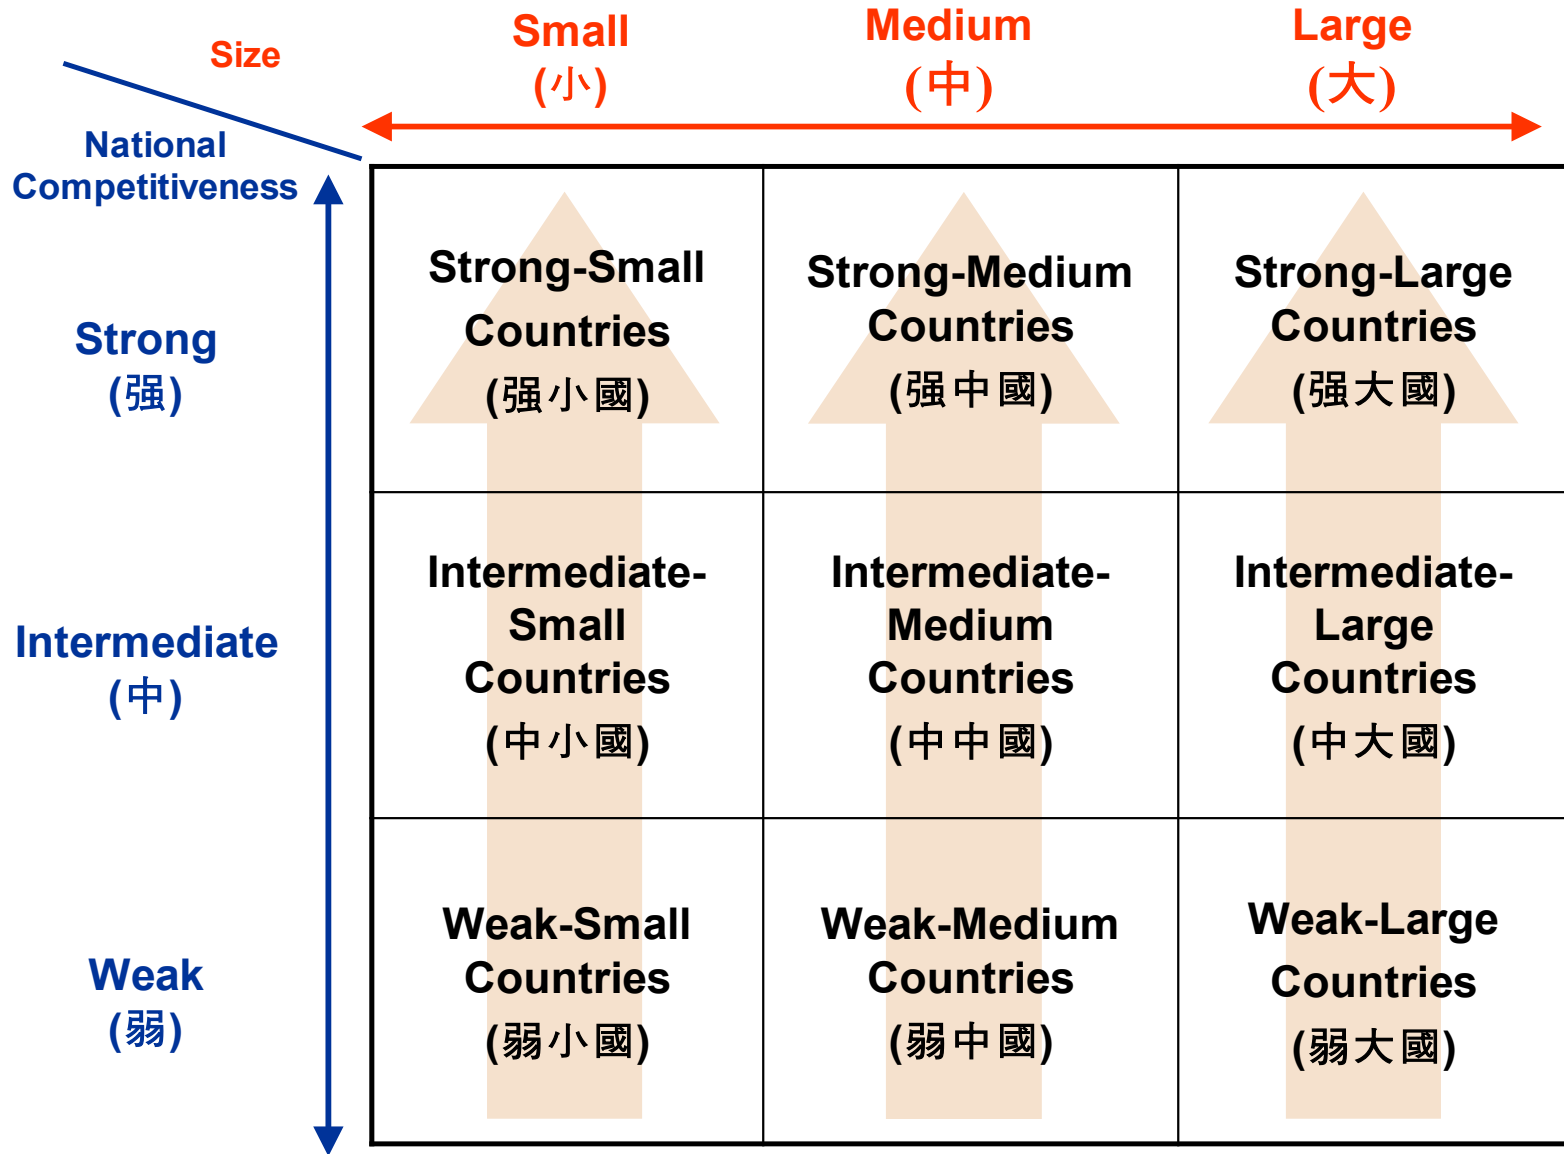 Size
Small
(小)
Medium
(中)
Large
(大)
National
Competitiveness
Strong
(强)
Strong-Small
Countries
(强小國)
Strong-Medium
Countries
(强中國)
Strong-Large
Countries
(强大國)
Intermediate
(中)
Intermediate-
Small
Countries
(中小國)
Intermediate-
Medium
Countries
(中中國)
Intermediate-
Large
Countries
(中大國)
Weak
(弱)
Weak-Small
Countries
(弱小國)
Weak-Medium
Countries
(弱中國)
Weak-Large
Countries
(弱大國)